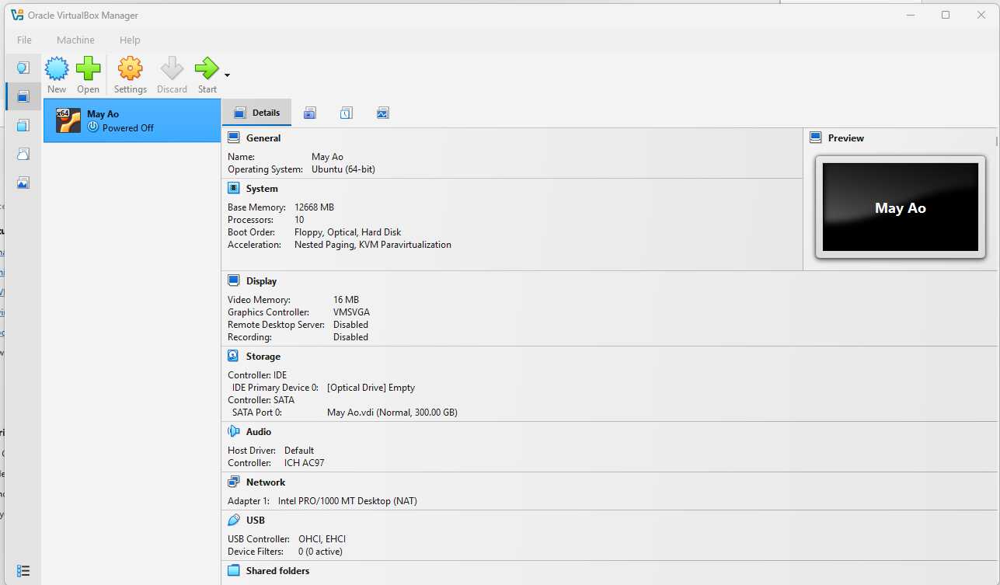 Oracle VirtualBox Manager
File Machine Help
New Open Settings Discard Start
x64 May Ao
Powered Off
Details
General
Name: May Ao
Operating System: Ubuntu (64-bit)
Preview
May Ao
System
Base Memory: 12668 MB
Processors: 10
Boot Order: Floppy, Optical, Hard Disk
Acceleration: Nested Paging, KVM Paravirtualization
Display
Video Memory: 16 MB
Graphics Controller: VMSVGA
Remote Desktop Server: Disabled
Recording: Disabled
Storage
Controller: IDE
IDE Primary Device 0: [Optical Drive] Empty
Controller: SATA
SATA Port 0: May Ao.vdi (Normal, 300.00 GB)
Audio
Host Driver: Default
Controller: ICH AC97
Network
Adapter 1: Intel PRO/1000 MT Desktop (NAT)
USB
USB Controller: OHCI, EHCI
Device Filters: 0 (0 active)
Shared folders